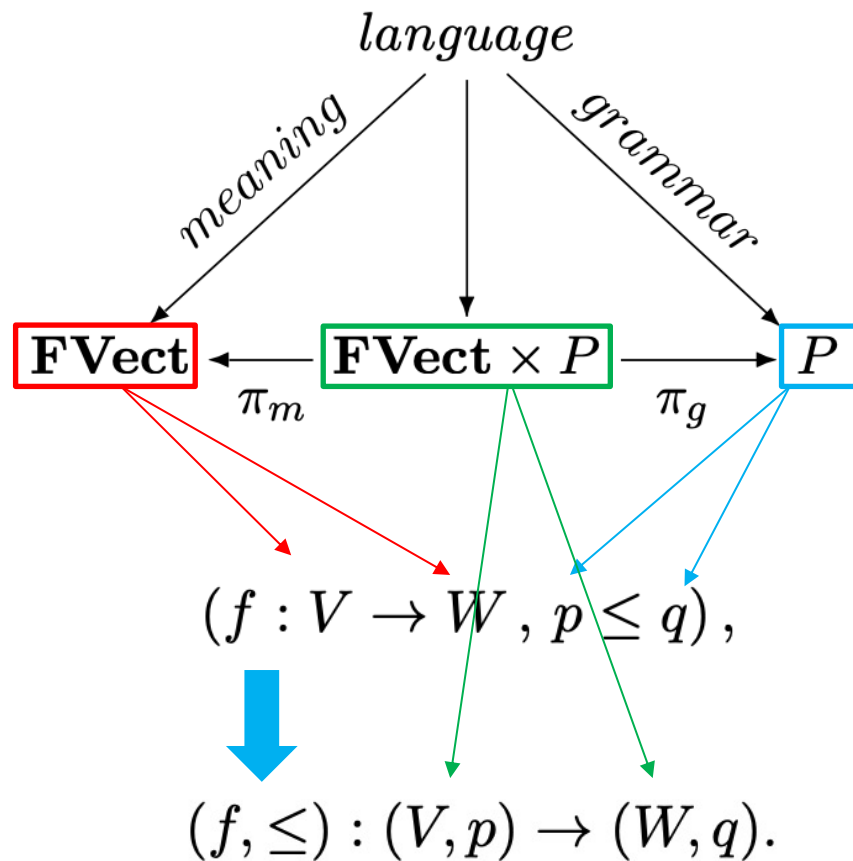 language
meaning
grammar
FVect
FVect × P
P
π_m
π_g
(f : V → W , p ≤ q) ,
(f, ≤) : (V, p) → (W, q).